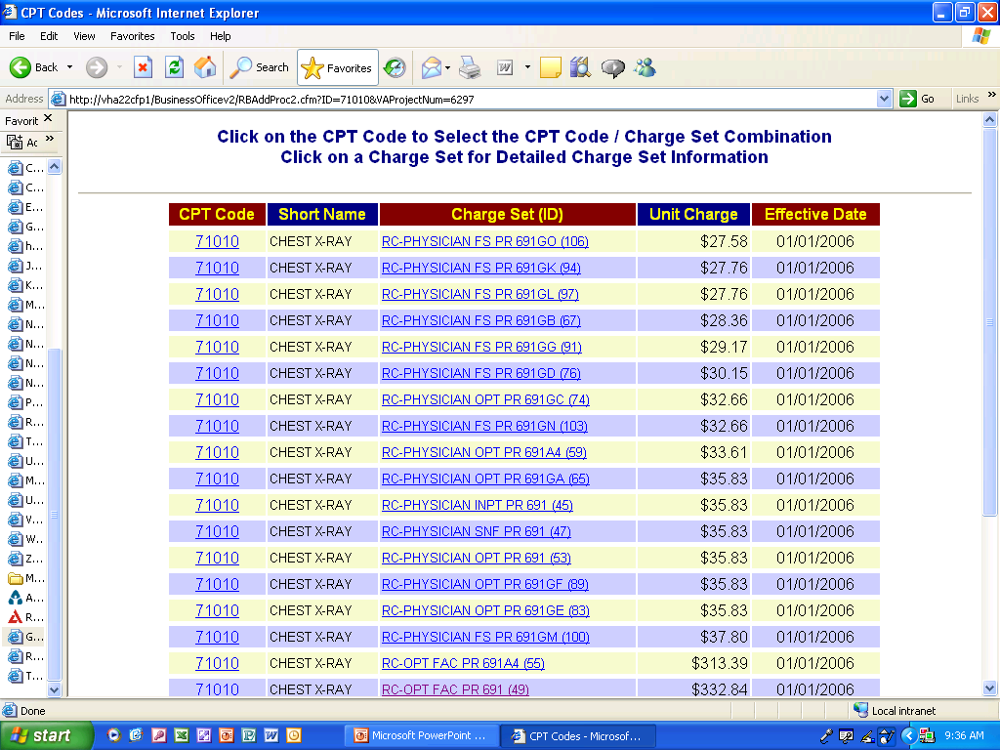 CPT Codes - Microsoft Internet Explorer
File Edit View Favorites Tools Help
Back Search Favorites
Address http://vha22cfp1/BusinessOfficev2/RBAddProc2.cfm?ID=71010&VAProjectNum=6297 Go Links »
Favorit
Ac »
C...
C...
E...
G...
h...
J...
K...
M...
N...
N...
N...
N...
P...
R...
T...
U...
M...
U...
V...
W...
Z...
M...
A...
R...
G...
R...
T...
Click on the CPT Code to Select the CPT Code / Charge Set Combination
Click on a Charge Set for Detailed Charge Set Information
CPT Code Short Name Charge Set (ID) Unit Charge Effective Date
71010 CHEST X-RAY RC-PHYSICIAN FS PR 691GO (106) $27.58 01/01/2006
71010 CHEST X-RAY RC-PHYSICIAN FS PR 691GK (94) $27.76 01/01/2006
71010 CHEST X-RAY RC-PHYSICIAN FS PR 691GL (97) $27.76 01/01/2006
71010 CHEST X-RAY RC-PHYSICIAN FS PR 691GB (67) $28.36 01/01/2006
71010 CHEST X-RAY RC-PHYSICIAN FS PR 691GG (91) $29.17 01/01/2006
71010 CHEST X-RAY RC-PHYSICIAN FS PR 691GD (76) $30.15 01/01/2006
71010 CHEST X-RAY RC-PHYSICIAN OPT PR 691GC (74) $32.66 01/01/2006
71010 CHEST X-RAY RC-PHYSICIAN FS PR 691GN (103) $32.66 01/01/2006
71010 CHEST X-RAY RC-PHYSICIAN OPT PR 691A4 (59) $33.61 01/01/2006
71010 CHEST X-RAY RC-PHYSICIAN OPT PR 691GA (65) $35.83 01/01/2006
71010 CHEST X-RAY RC-PHYSICIAN INPT PR 691 (45) $35.83 01/01/2006
71010 CHEST X-RAY RC-PHYSICIAN SNF PR 691 (47) $35.83 01/01/2006
71010 CHEST X-RAY RC-PHYSICIAN OPT PR 691 (53) $35.83 01/01/2006
71010 CHEST X-RAY RC-PHYSICIAN OPT PR 691GF (89) $35.83 01/01/2006
71010 CHEST X-RAY RC-PHYSICIAN OPT PR 691GE (83) $35.83 01/01/2006
71010 CHEST X-RAY RC-PHYSICIAN FS PR 691GM (100) $37.80 01/01/2006
71010 CHEST X-RAY RC-OPT FAC PR 691A4 (55) $313.39 01/01/2006
71010 CHEST X-RAY RC-OPT FAC PR 691 (49) $332.84 01/01/2006
Done Local intranet
start Microsoft PowerPoint ... CPT Codes - Microsof... 9:36 AM